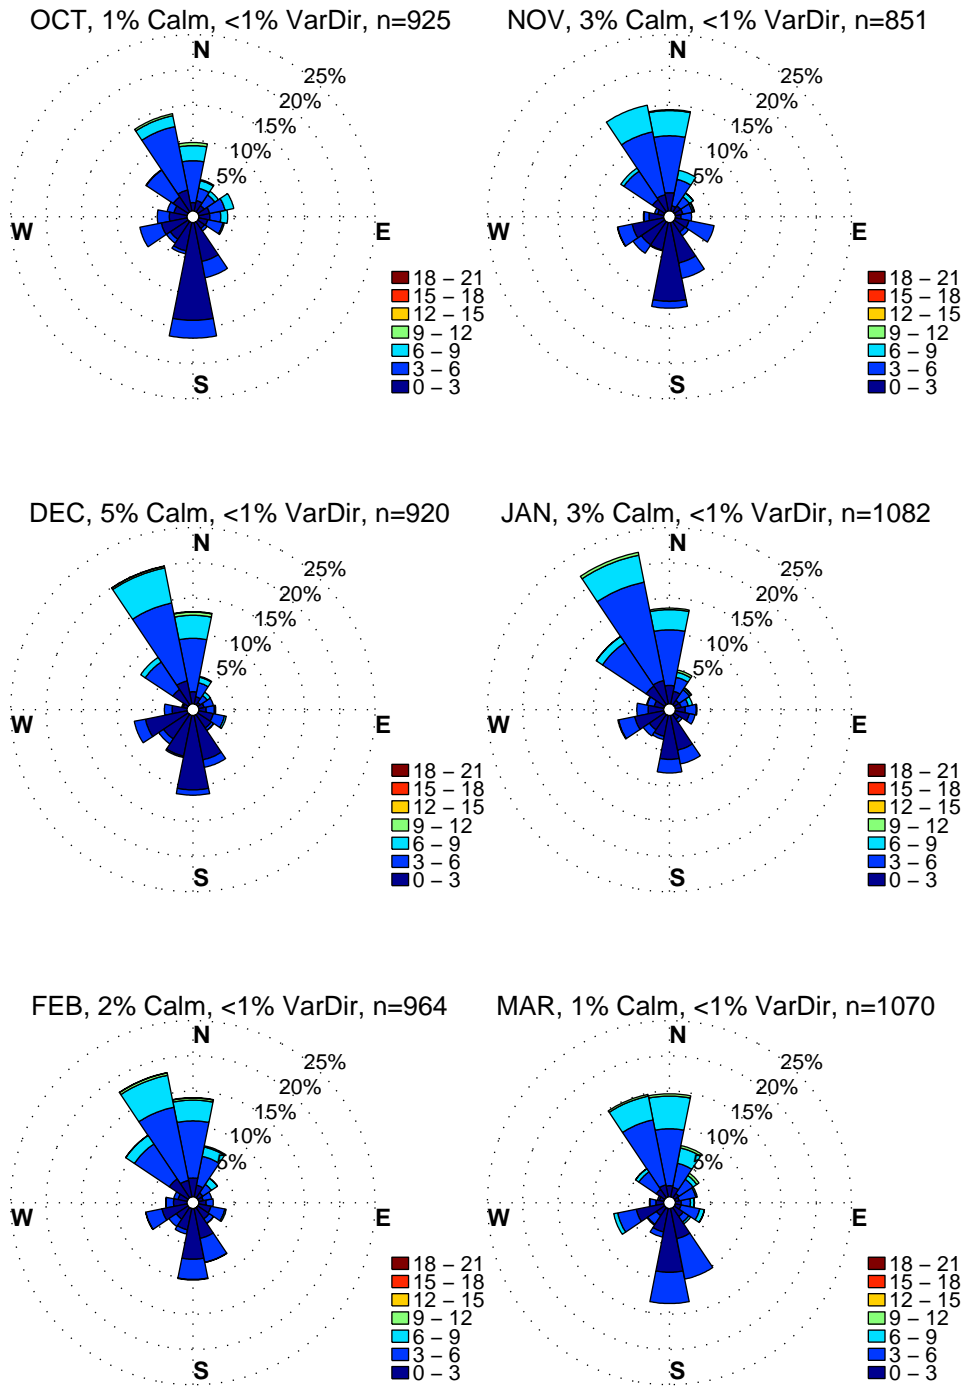 OCT, 1% Calm, <1% VarDir, n=925
N
25%
20%
15%
10%
5%
W
E
S
18 – 21
15 – 18
12 – 15
9 – 12
6 – 9
3 – 6
0 – 3
NOV, 3% Calm, <1% VarDir, n=851
N
25%
20%
15%
10%
5%
W
E
S
18 – 21
15 – 18
12 – 15
9 – 12
6 – 9
3 – 6
0 – 3
DEC, 5% Calm, <1% VarDir, n=920
N
25%
20%
15%
10%
5%
W
E
S
18 – 21
15 – 18
12 – 15
9 – 12
6 – 9
3 – 6
0 – 3
JAN, 3% Calm, <1% VarDir, n=1082
N
25%
20%
15%
10%
5%
W
E
S
18 – 21
15 – 18
12 – 15
9 – 12
6 – 9
3 – 6
0 – 3
FEB, 2% Calm, <1% VarDir, n=964
N
25%
20%
15%
10%
5%
W
E
S
18 – 21
15 – 18
12 – 15
9 – 12
6 – 9
3 – 6
0 – 3
MAR, 1% Calm, <1% VarDir, n=1070
N
25%
20%
15%
10%
5%
W
E
S
18 – 21
15 – 18
12 – 15
9 – 12
6 – 9
3 – 6
0 – 3